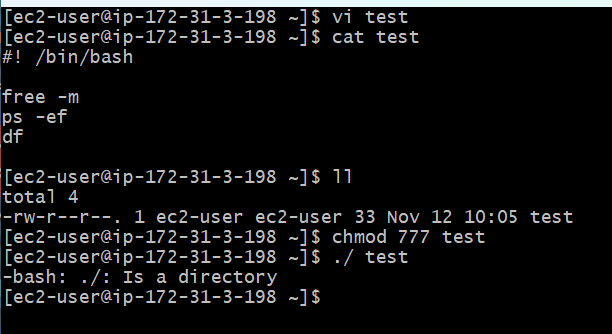 [ec2-user@ip-172-31-3-198 ~]$ vi test
[ec2-user@ip-172-31-3-198 ~]$ cat test
#! /bin/bash
free -m
ps -ef
df
[ec2-user@ip-172-31-3-198 ~]$ ll
total 4
-rw-r--r--. 1 ec2-user ec2-user 33 Nov 12 10:05 test
[ec2-user@ip-172-31-3-198 ~]$ chmod 777 test
[ec2-user@ip-172-31-3-198 ~]$ ./ test
-bash: ./: Is a directory
[ec2-user@ip-172-31-3-198 ~]$